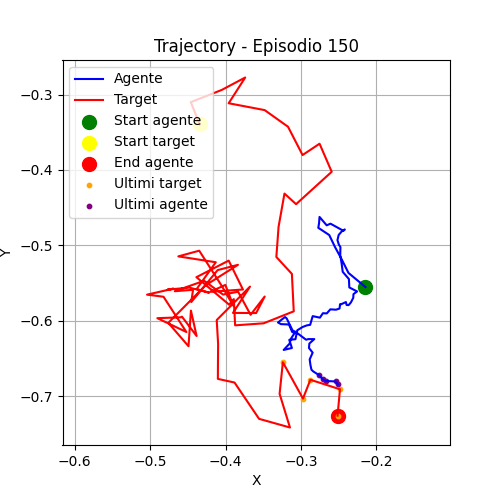 Trajectory - Episodio 150
Agente
Target
Start agente
Start target
End agente
Ultimi target
Ultimi agente
−0.3
−0.4
−0.5
−0.6
−0.7
Y
−0.6
−0.5
−0.4
−0.3
−0.2
X